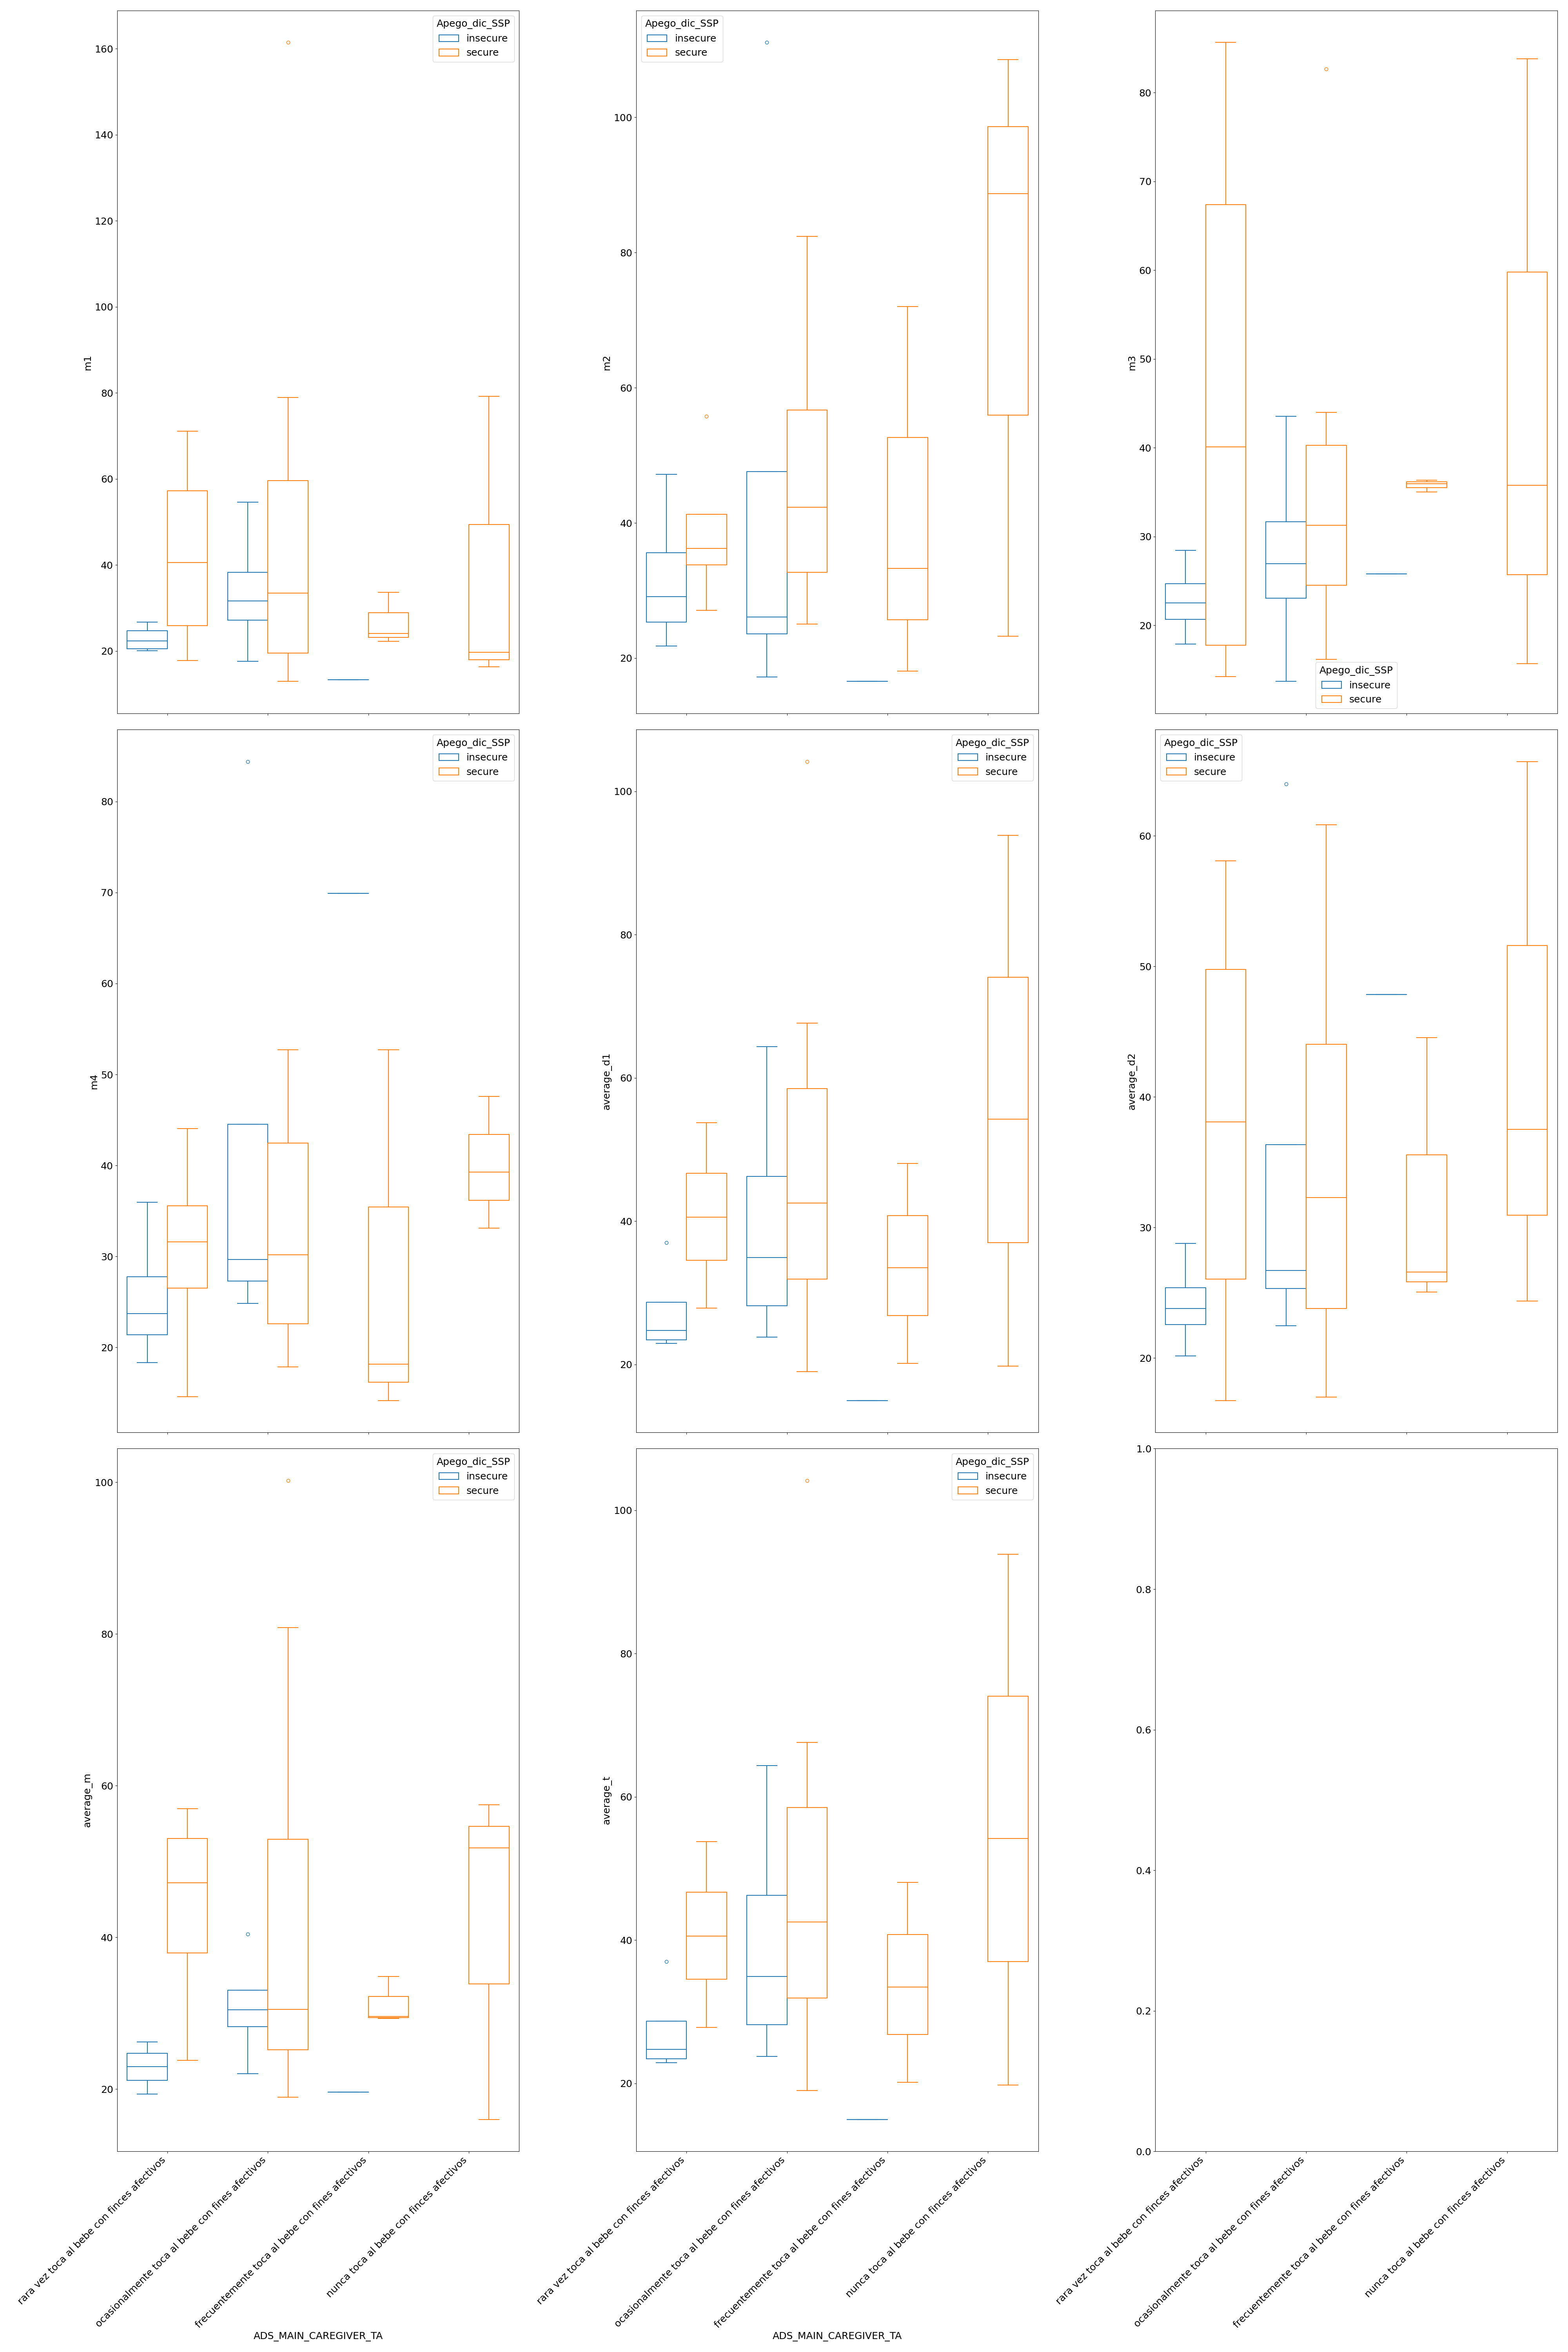 Apego_dic_SSP
insecure
secure
160
140
120
100
80
60
40
20
m1
Apego_dic_SSP
insecure
secure
100
80
60
40
20
m2
80
70
60
50
40
30
20
m3
Apego_dic_SSP
insecure
secure
Apego_dic_SSP
insecure
secure
80
70
60
50
40
30
20
m4
Apego_dic_SSP
insecure
secure
100
80
60
40
20
average_d1
Apego_dic_SSP
insecure
secure
60
50
40
30
20
average_d2
Apego_dic_SSP
insecure
secure
100
80
60
40
20
average_m
rara vez toca al bebe con finces afectivos
ocasionalmente toca al bebe con fines afectivos
frecuentemente toca al bebe con fines afectivos
nunca toca al bebe con finces afectivos
ADS_MAIN_CAREGIVER_TA
Apego_dic_SSP
insecure
secure
100
80
60
40
20
average_t
rara vez toca al bebe con finces afectivos
ocasionalmente toca al bebe con fines afectivos
frecuentemente toca al bebe con fines afectivos
nunca toca al bebe con finces afectivos
ADS_MAIN_CAREGIVER_TA
1.0
0.8
0.6
0.4
0.2
0.0
rara vez toca al bebe con finces afectivos
ocasionalmente toca al bebe con fines afectivos
frecuentemente toca al bebe con fines afectivos
nunca toca al bebe con finces afectivos